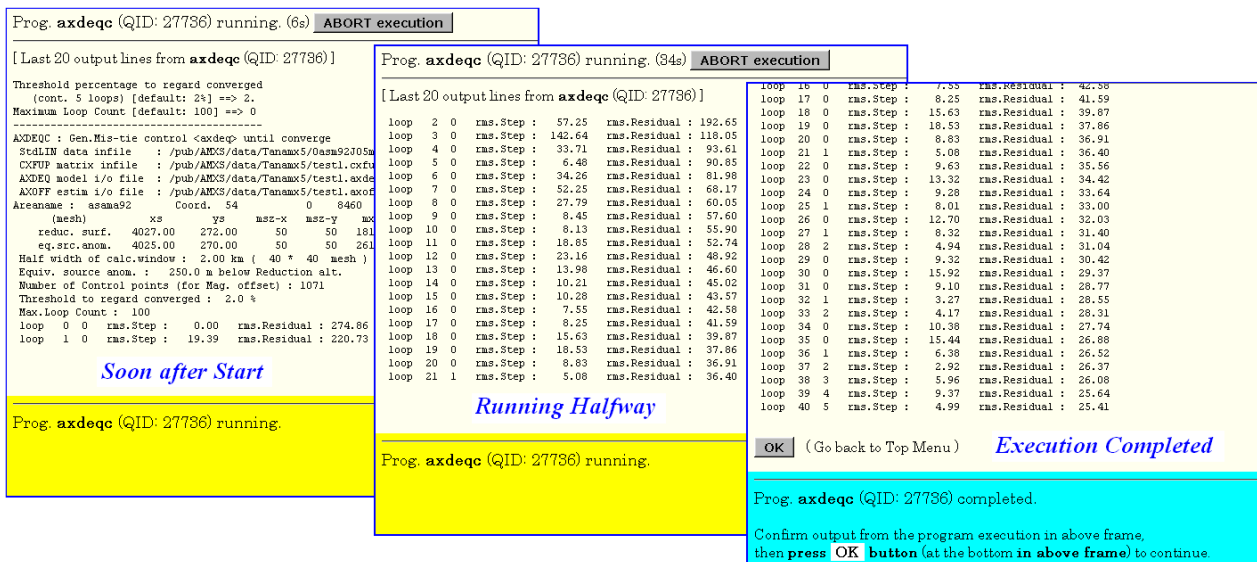 Prog. axdeqc (QID: 27736) running. (6s) ABORT execution
[ Last 20 output lines from axdeqc (QID: 27736) ]
Threshold percentage to regard converged
(cont. 5 loops) [default: 2%] ==> 2.
Maximum Loop Count [default: 100] ==> 0
AXDEQC : Gen.Mis-tie control <axdeq> until converge
StdLIN data infile : /pub/AMXS/data/Tanamx5/0asm92J05m
CXFUP matrix infile : /pub/AMXS/data/Tanamx5/test1.cxfu
AXDEQ model i/o file : /pub/AMXS/data/Tanamx5/test1.axde
AXOFF estim i/o file : /pub/AMXS/data/Tanamx5/test1.axof
Areaname : asama92 Coord. 54 0 8460
(mesh) xs ys msz-x msz-y mx
reduc. surf. 4027.00 272.00 50 50 181
eq.src.anom. 4025.00 270.00 50 50 261
Half width of calc.window : 2.00 km ( 40 * 40 mesh )
Equiv. source anom. : 250.0 m below Reduction alt.
Number of Control points (for Mag. offset) : 1071
Threshold to regard converged : 2.0 %
Max.Loop Count : 100
loop 0 0 rms.Step : 0.00 rms.Residual : 274.86
loop 1 0 rms.Step : 19.39 rms.Residual : 220.73
Soon after Start
Prog. axdeqc (QID: 27736) running.
Prog. axdeqc (QID: 27736) running. (34s) ABORT execution
[ Last 20 output lines from axdeqc (QID: 27736) ]
loop 2 0 rms.Step : 57.25 rms.Residual : 192.65
loop 3 0 rms.Step : 142.64 rms.Residual : 118.05
loop 4 0 rms.Step : 33.71 rms.Residual : 93.61
loop 5 0 rms.Step : 6.48 rms.Residual : 90.85
loop 6 0 rms.Step : 34.26 rms.Residual : 81.98
loop 7 0 rms.Step : 52.25 rms.Residual : 68.17
loop 8 0 rms.Step : 27.79 rms.Residual : 60.05
loop 9 0 rms.Step : 8.45 rms.Residual : 57.60
loop 10 0 rms.Step : 8.13 rms.Residual : 55.90
loop 11 0 rms.Step : 18.85 rms.Residual : 52.74
loop 12 0 rms.Step : 23.16 rms.Residual : 48.92
loop 13 0 rms.Step : 13.98 rms.Residual : 46.60
loop 14 0 rms.Step : 10.21 rms.Residual : 45.02
loop 15 0 rms.Step : 10.28 rms.Residual : 43.57
loop 16 0 rms.Step : 7.55 rms.Residual : 42.58
loop 17 0 rms.Step : 8.25 rms.Residual : 41.59
loop 18 0 rms.Step : 15.63 rms.Residual : 39.87
loop 19 0 rms.Step : 18.53 rms.Residual : 37.86
loop 20 0 rms.Step : 8.83 rms.Residual : 36.91
loop 21 1 rms.Step : 5.08 rms.Residual : 36.40
Running Halfway
Prog. axdeqc (QID: 27736) running.
loop 16 0 rms.Step : 7.55 rms.Residual : 42.58
loop 17 0 rms.Step : 8.25 rms.Residual : 41.59
loop 18 0 rms.Step : 15.63 rms.Residual : 39.87
loop 19 0 rms.Step : 18.53 rms.Residual : 37.86
loop 20 0 rms.Step : 8.83 rms.Residual : 36.91
loop 21 1 rms.Step : 5.08 rms.Residual : 36.40
loop 22 0 rms.Step : 9.63 rms.Residual : 35.56
loop 23 0 rms.Step : 13.32 rms.Residual : 34.42
loop 24 0 rms.Step : 9.28 rms.Residual : 33.64
loop 25 1 rms.Step : 8.01 rms.Residual : 33.00
loop 26 0 rms.Step : 12.70 rms.Residual : 32.03
loop 27 1 rms.Step : 8.32 rms.Residual : 31.40
loop 28 2 rms.Step : 4.94 rms.Residual : 31.04
loop 29 0 rms.Step : 9.32 rms.Residual : 30.42
loop 30 0 rms.Step : 15.92 rms.Residual : 29.37
loop 31 0 rms.Step : 9.10 rms.Residual : 28.77
loop 32 1 rms.Step : 3.27 rms.Residual : 28.55
loop 33 2 rms.Step : 4.17 rms.Residual : 28.31
loop 34 0 rms.Step : 10.38 rms.Residual : 27.74
loop 35 0 rms.Step : 15.44 rms.Residual : 26.88
loop 36 1 rms.Step : 6.38 rms.Residual : 26.52
loop 37 2 rms.Step : 2.92 rms.Residual : 26.37
loop 38 3 rms.Step : 5.96 rms.Residual : 26.08
loop 39 4 rms.Step : 9.37 rms.Residual : 25.64
loop 40 5 rms.Step : 4.99 rms.Residual : 25.41
OK ( Go back to Top Menu ) Execution Completed
Prog. axdeqc (QID: 27736) completed.
Confirm output from the program execution in above frame,
then press OK button (at the bottom in above frame) to continue.